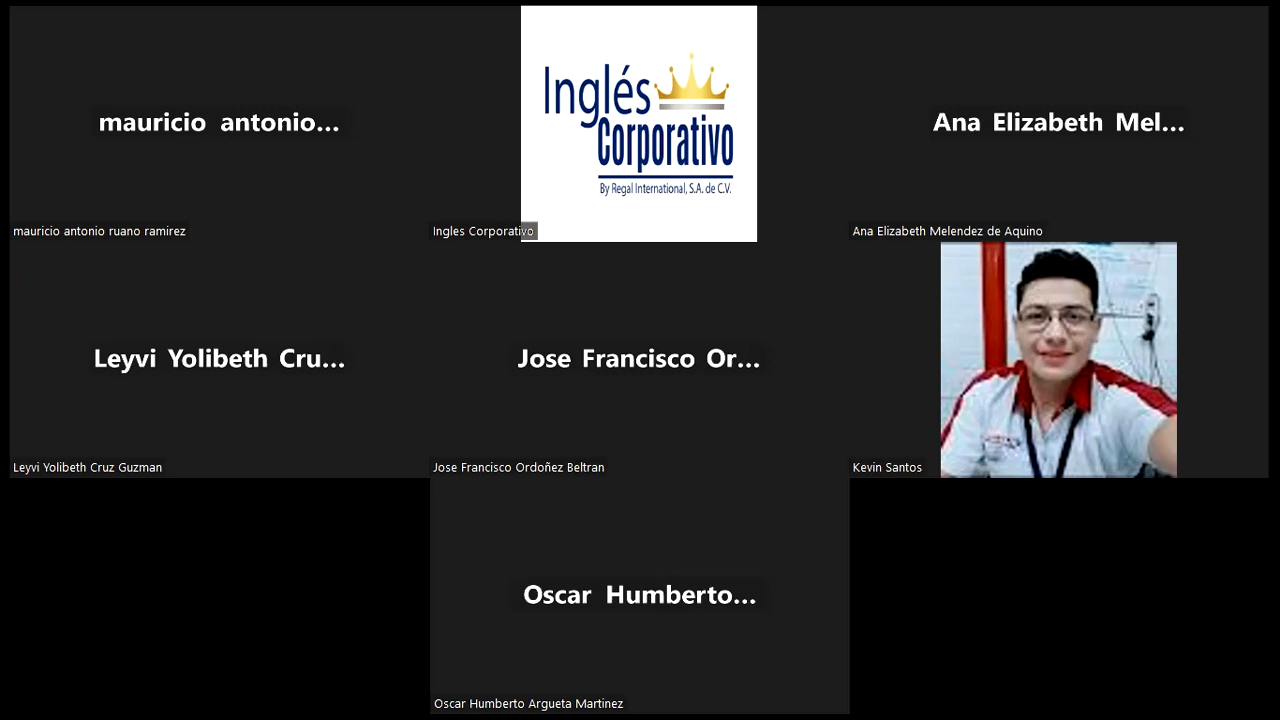 mauricio antonio...
Inglés
Corporativo
By Regal International, S.A. de C.V.
Ana Elizabeth Mel...
mauricio antonio ruano ramirez
Ingles Corporativo
Ana Elizabeth Melendez de Aquino
Leyvi Yolibeth Cru...
Jose Francisco Or...
Leyvi Yolibeth Cruz Guzman
Jose Francisco Ordoñez Beltran
Kevin Santos
Oscar Humberto...
Oscar Humberto Argueta Martinez